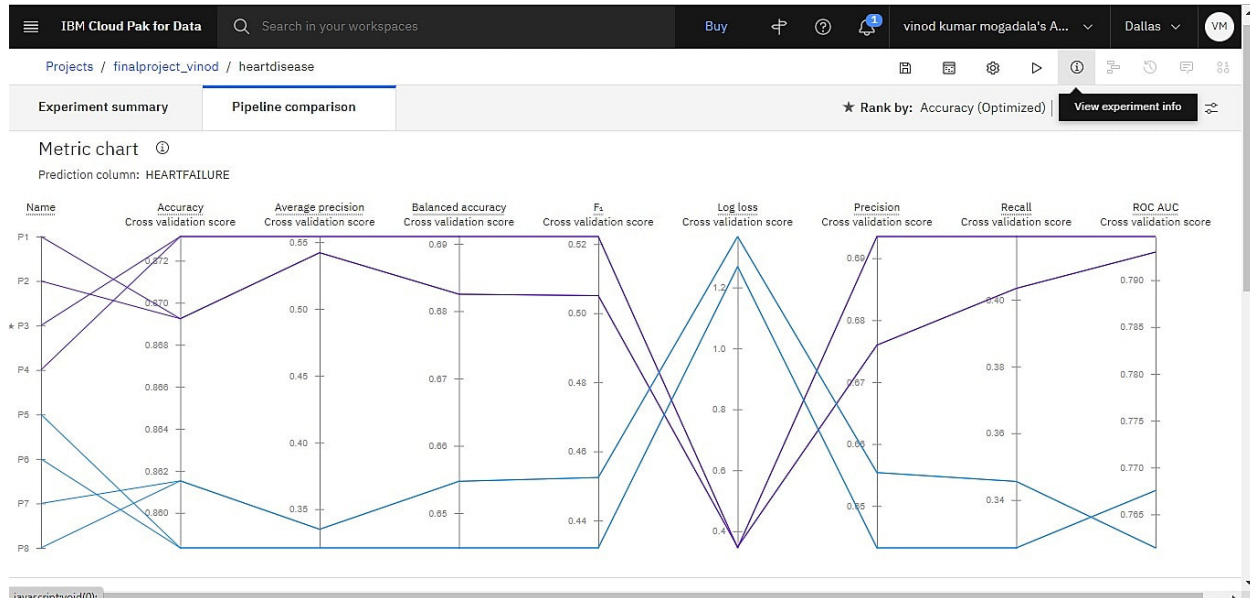 IBM Cloud Pak for Data
Search in your workspaces
Buy
1
vinod kumar mogadala's A...
Dallas
VM
Projects / finalproject_vinod / heartdisease
Experiment summary
Pipeline comparison
★ Rank by: Accuracy (Optimized) |
View experiment info
Metric chart
Prediction column: HEARTFAILURE
Name
Accuracy
Cross validation score
Average precision
Cross validation score
Balanced accuracy
Cross validation score
F₁
Cross validation score
Log loss
Cross validation score
Precision
Cross validation score
Recall
Cross validation score
ROC AUC
Cross validation score
P1
P2
★ P3
P4
P5
P6
P7
P8
0.872
0.870
0.868
0.866
0.864
0.862
0.860
0.55
0.50
0.45
0.40
0.35
0.69
0.68
0.67
0.66
0.65
0.52
0.50
0.48
0.46
0.44
1.2
1.0
0.8
0.6
0.4
0.69
0.68
0.67
0.66
0.65
0.40
0.38
0.36
0.34
0.790
0.785
0.780
0.775
0.770
0.765
javascript:void(0);